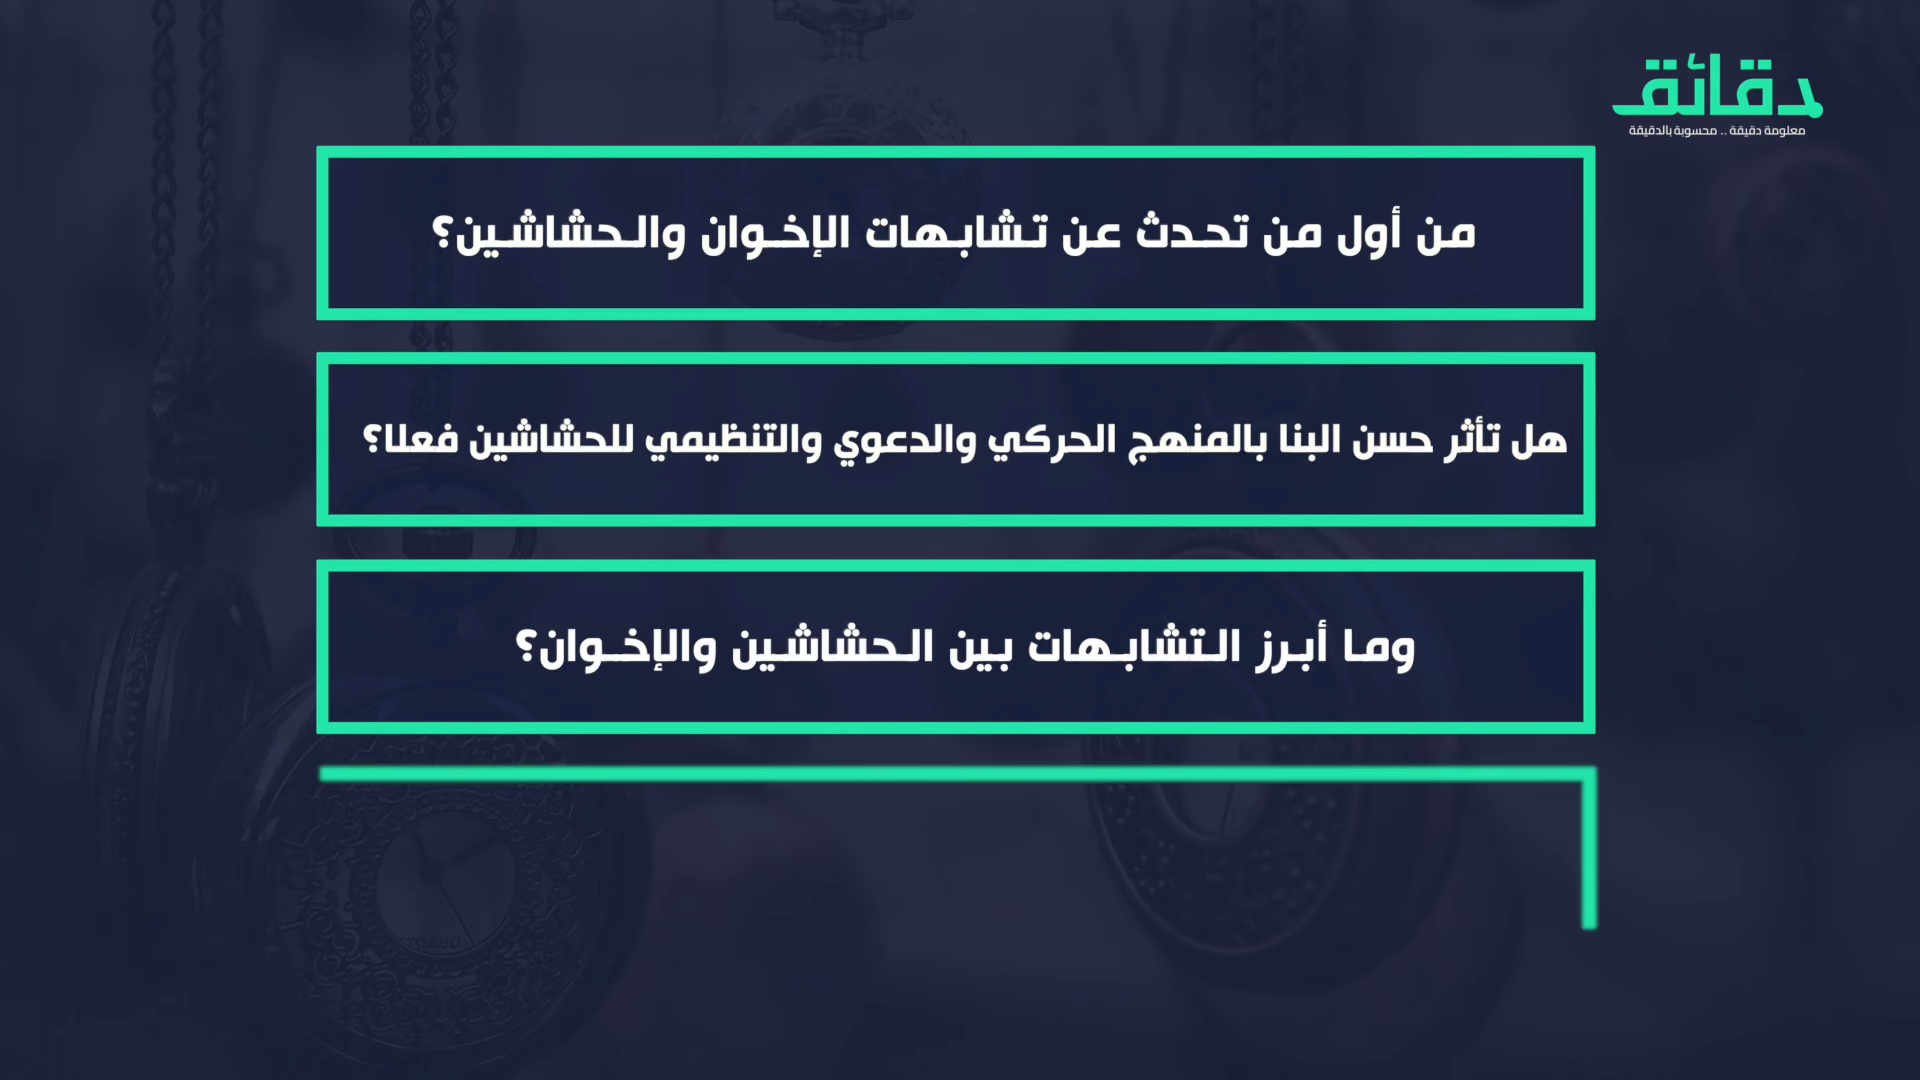 دقائق
معلومة دقيقة .. محسوبة بالدقيقة
من أول من تحدث عن تشابهات الإخوان والحشاشين؟
هل تأثر حسن البنا بالمنهج الحركي والدعوي والتنظيمي للحشاشين فعلا؟
وما أبرز التشابهات بين الحشاشين والإخوان؟